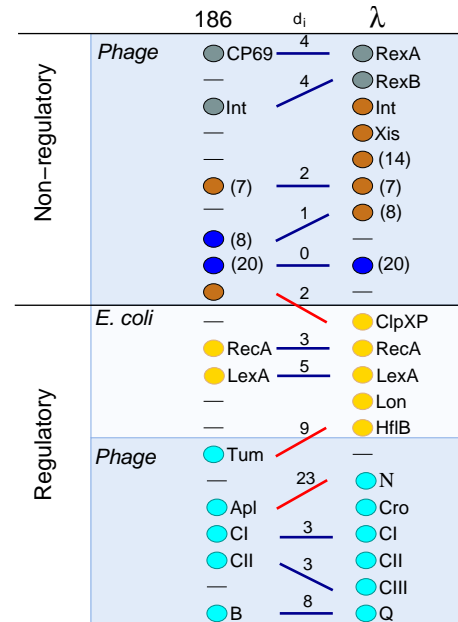 186 d_i λ
Phage 4
CP69 RexA
— 4 RexB
Int Int
— Xis
— (14)
(7) 2 (7)
— 1 (8)
(8) —
(20) 0 (20)
2 —
E. coli — ClpXP
RecA 3 RecA
LexA 5 LexA
— Lon
— 9 HflB
Phage Tum —
— 23 N
Apl Cro
CI 3 CI
CII 3 CII
— CIII
B 8 Q
Non–regulatory
Regulatory